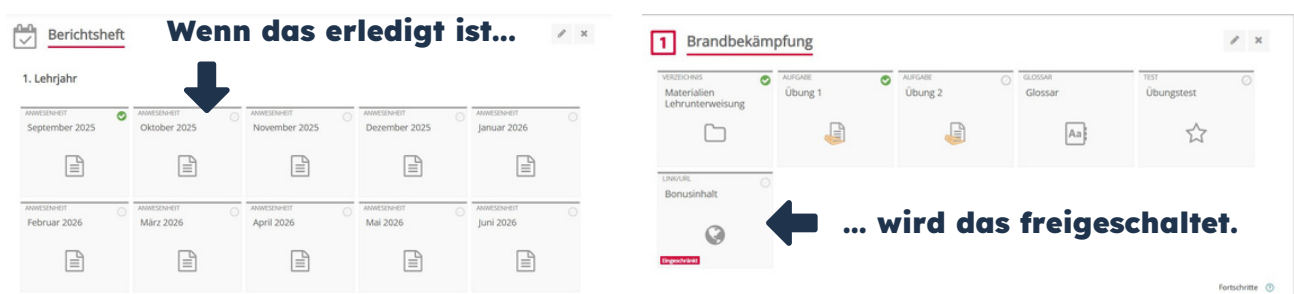 Berichtsheft
Wenn das erledigt ist...
1. Lehrjahr
ANWESENHEIT
September 2025
ANWESENHEIT
Oktober 2025
ANWESENHEIT
November 2025
ANWESENHEIT
Dezember 2025
ANWESENHEIT
Januar 2026
ANWESENHEIT
Februar 2026
ANWESENHEIT
März 2026
ANWESENHEIT
April 2026
ANWESENHEIT
Mai 2026
ANWESENHEIT
Juni 2026
1 Brandbekämpfung
VERZEICHNIS
Materialien
Lehrunterweisung
AUFGABE
Übung 1
AUFGABE
Übung 2
GLOSSAR
Glossar
Aa
TEST
Übungstest
LINK/URL
Bonusinhalt
Eingeschränkt
... wird das freigeschaltet.
Fortschritte